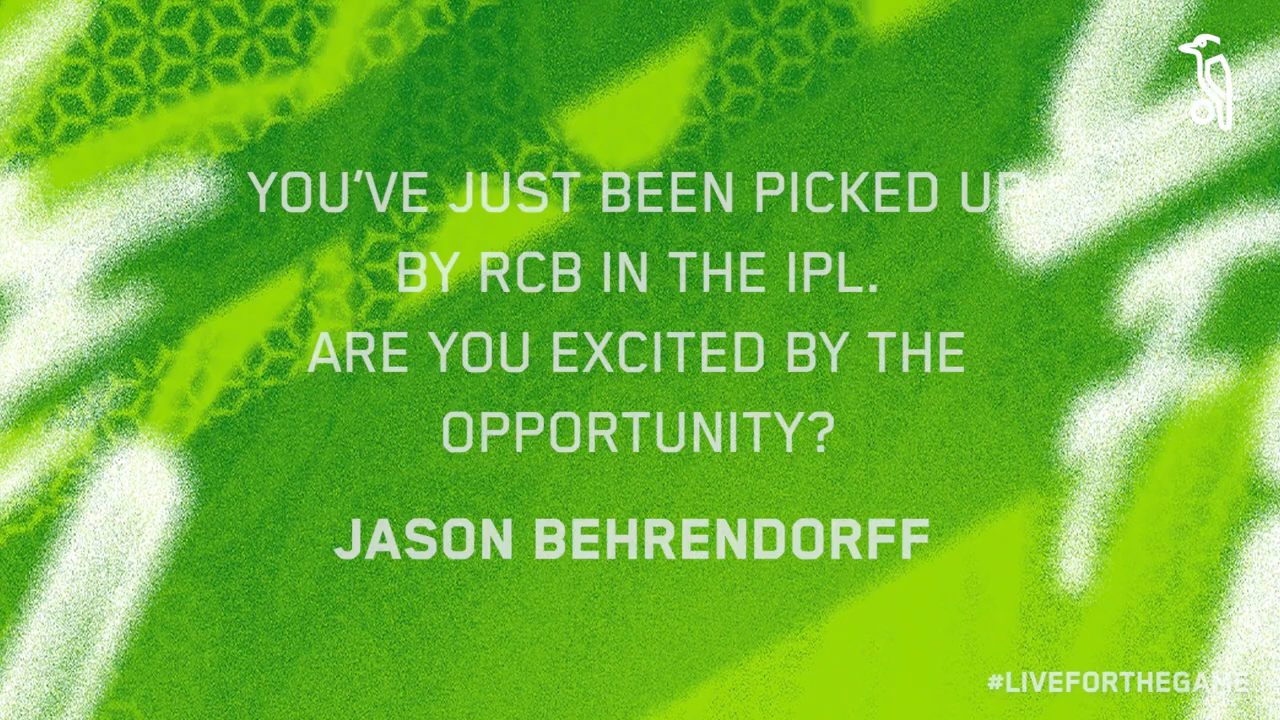 YOU’VE JUST BEEN PICKED UP
BY RCB IN THE IPL.
ARE YOU EXCITED BY THE
OPPORTUNITY?
JASON BEHRENDORFF
#LIVEFORTHEGAME